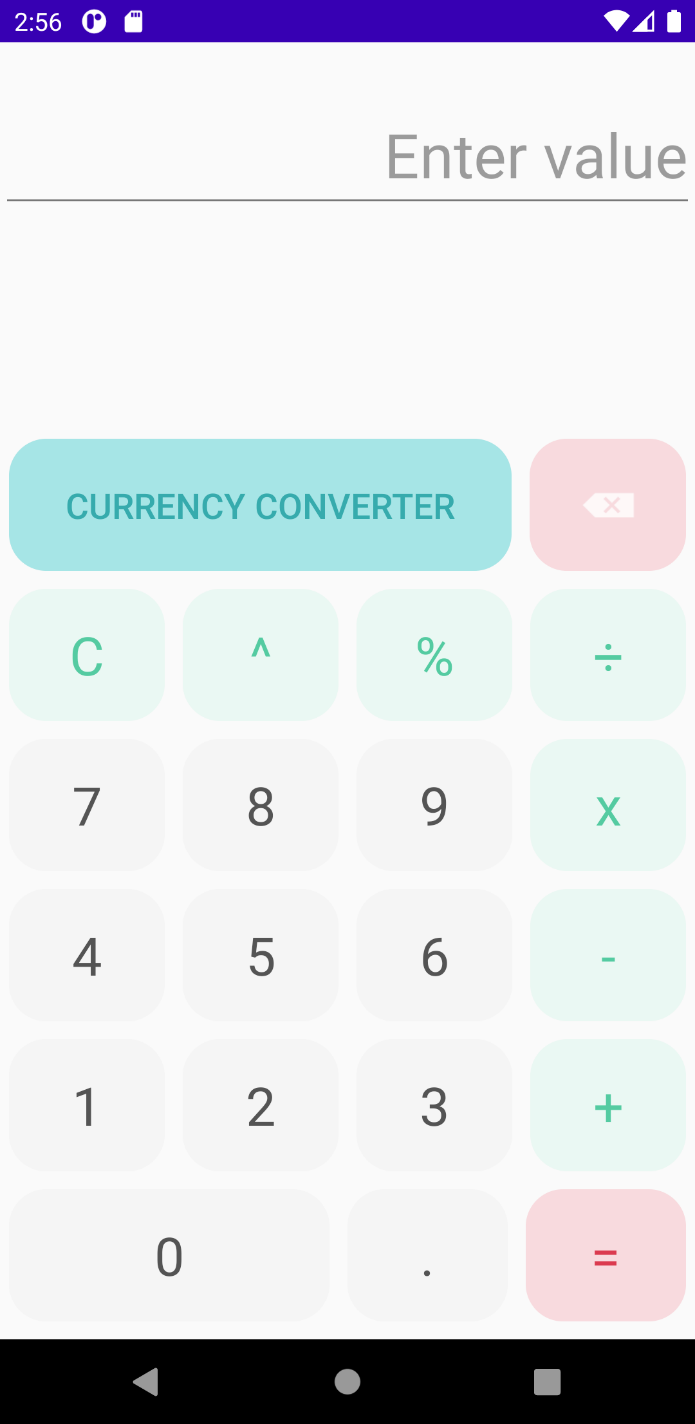 2:56
Enter value
CURRENCY CONVERTER
C ^ % ÷
7 8 9 x
4 5 6 -
1 2 3 +
0 . =